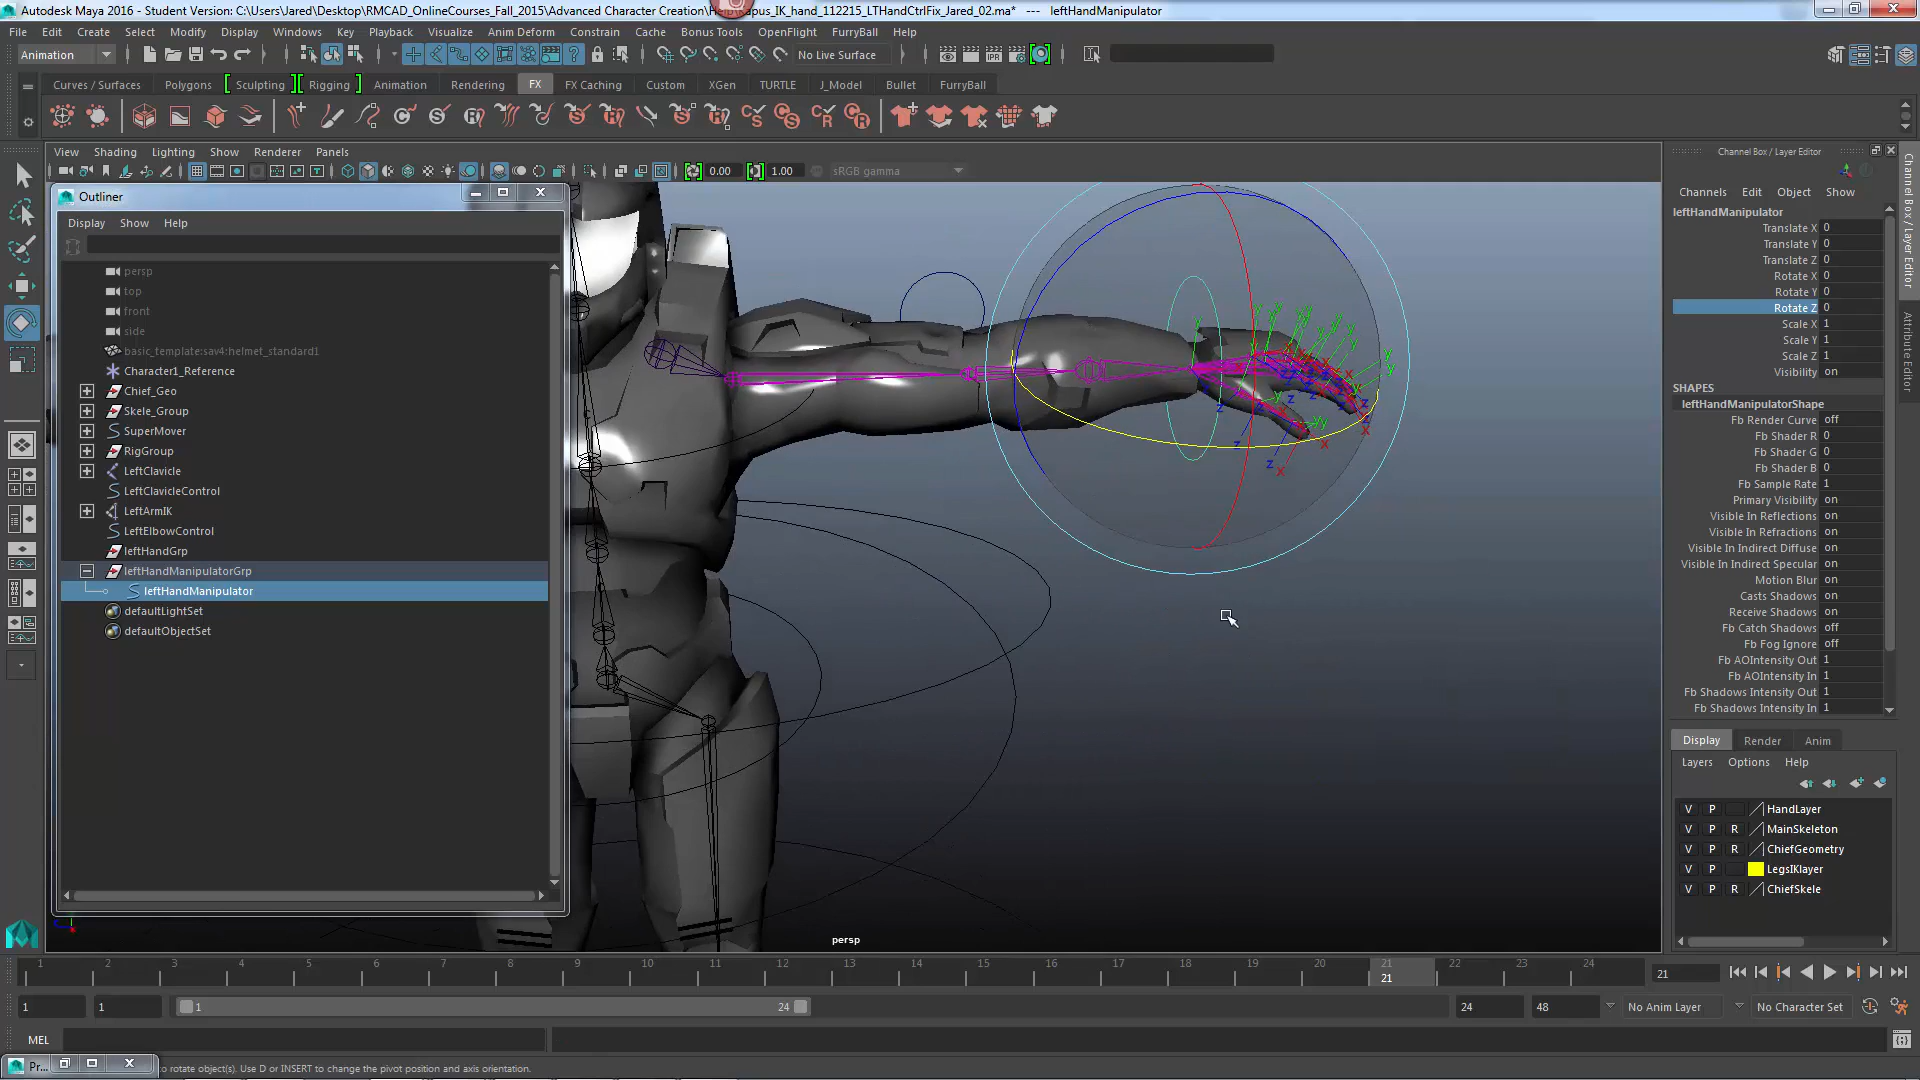 Autodesk Maya 2016 - Student Version: C:\Users\Jared\Desktop\RMCAD_OnlineCourses_Fall_2015\Advanced Character Creation\Help\Rapus_IK_hand_112215_LTHandCtrlFix_Jared_02.ma* --- leftHandManipulator
File Edit Create Select Modify Display Windows Key Playback Visualize Anim Deform Constrain Cache Bonus Tools OpenFlight FurryBall Help
Animation No Live Surface
Curves / Surfaces Polygons Sculpting Rigging Animation Rendering FX FX Caching Custom XGen TURTLE J_Model Bullet FurryBall
View Shading Lighting Show Renderer Panels
0.00 1.00 sRGB gamma
Outliner
Display Show Help
persp
top
front
side
basic_template:sav4:helmet_standard1
Character1_Reference
Chief_Geo
Skele_Group
SuperMover
RigGroup
LeftClavicle
LeftClavicleControl
LeftArmIK
LeftElbowControl
leftHandGrp
leftHandManipulatorGrp
leftHandManipulator
defaultLightSet
defaultObjectSet
persp
Channel Box / Layer Editor
Channels Edit Object Show
leftHandManipulator
Translate X 0
Translate Y 0
Translate Z 0
Rotate X 0
Rotate Y 0
Rotate Z 0
Scale X 1
Scale Y 1
Scale Z 1
Visibility on
SHAPES
leftHandManipulatorShape
Fb Render Curve off
Fb Shader R 0
Fb Shader G 0
Fb Shader B 0
Fb Sample Rate 1
Primary Visibility on
Visible In Reflections on
Visible In Refractions on
Visible In Indirect Diffuse on
Visible In Indirect Specular on
Motion Blur on
Casts Shadows on
Receive Shadows on
Fb Catch Shadows off
Fb Fog Ignore off
Fb AOIntensity Out 1
Fb AOIntensity In 1
Fb Shadows Intensity Out 1
Fb Shadows Intensity In 1
Display Render Anim
Layers Options Help
V P HandLayer
V P R MainSkeleton
V P R ChiefGeometry
V P LegsIKlayer
V P R ChiefSkele
Channel Box / Layer Editor
Attribute Editor
1 2 3 4 5 6 7 8 9 10 11 12 13 14 15 16 17 18 19 20 21 22 23 24
21 21
1 1 1 24 24 48 No Anim Layer No Character Set
MEL
Pr... to rotate object(s). Use D or INSERT to change the pivot position and axis orientation.